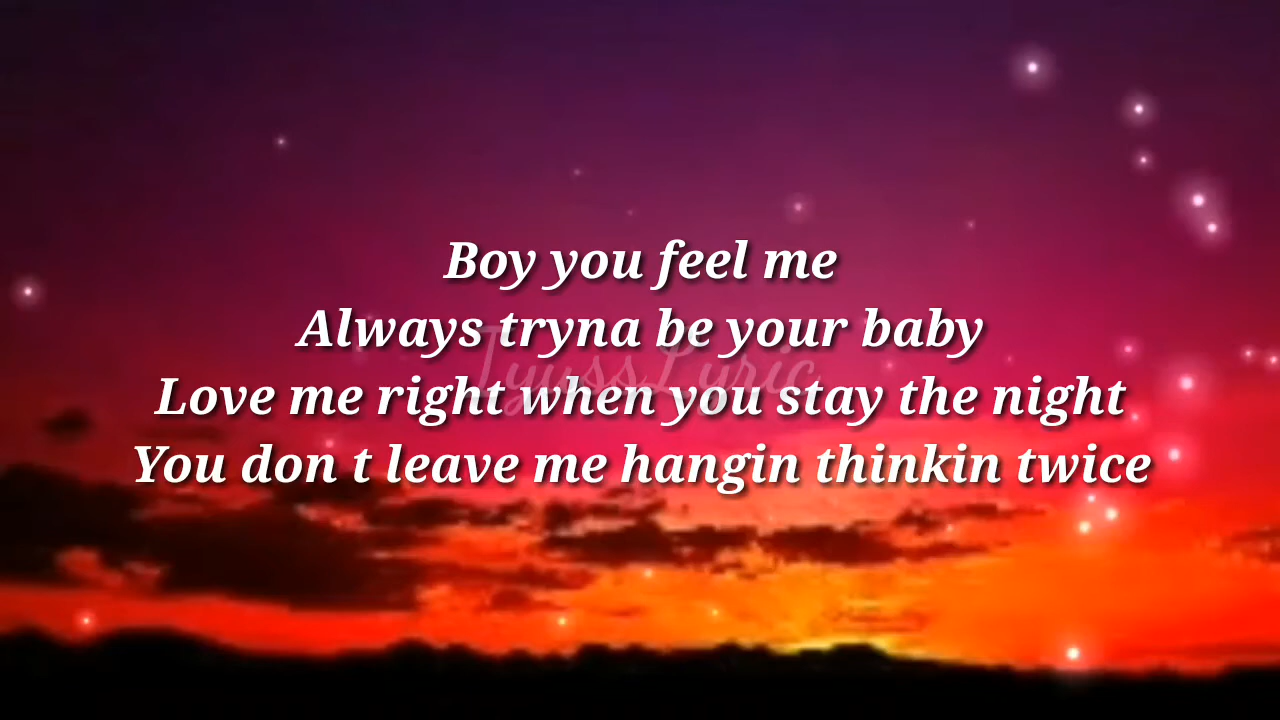 Boy you feel me
Always tryna be your baby
IyussLyric
Love me right when you stay the night
You don t leave me hangin thinkin twice